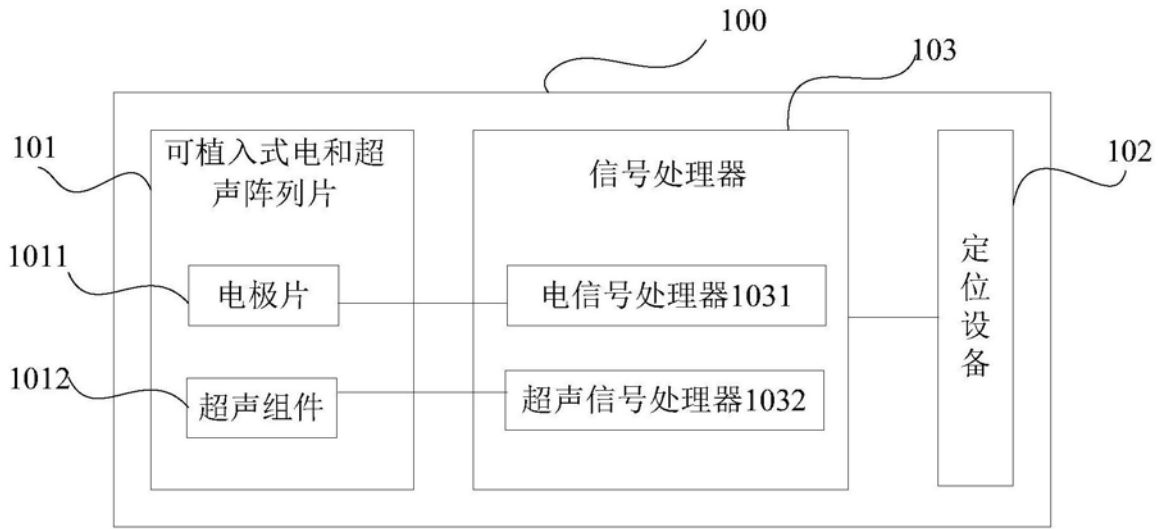 100
103
101
可植入式电和超
声阵列片
信号处理器
102
1011
电极片
电信号处理器1031
定位设备
1012
超声组件
超声信号处理器1032